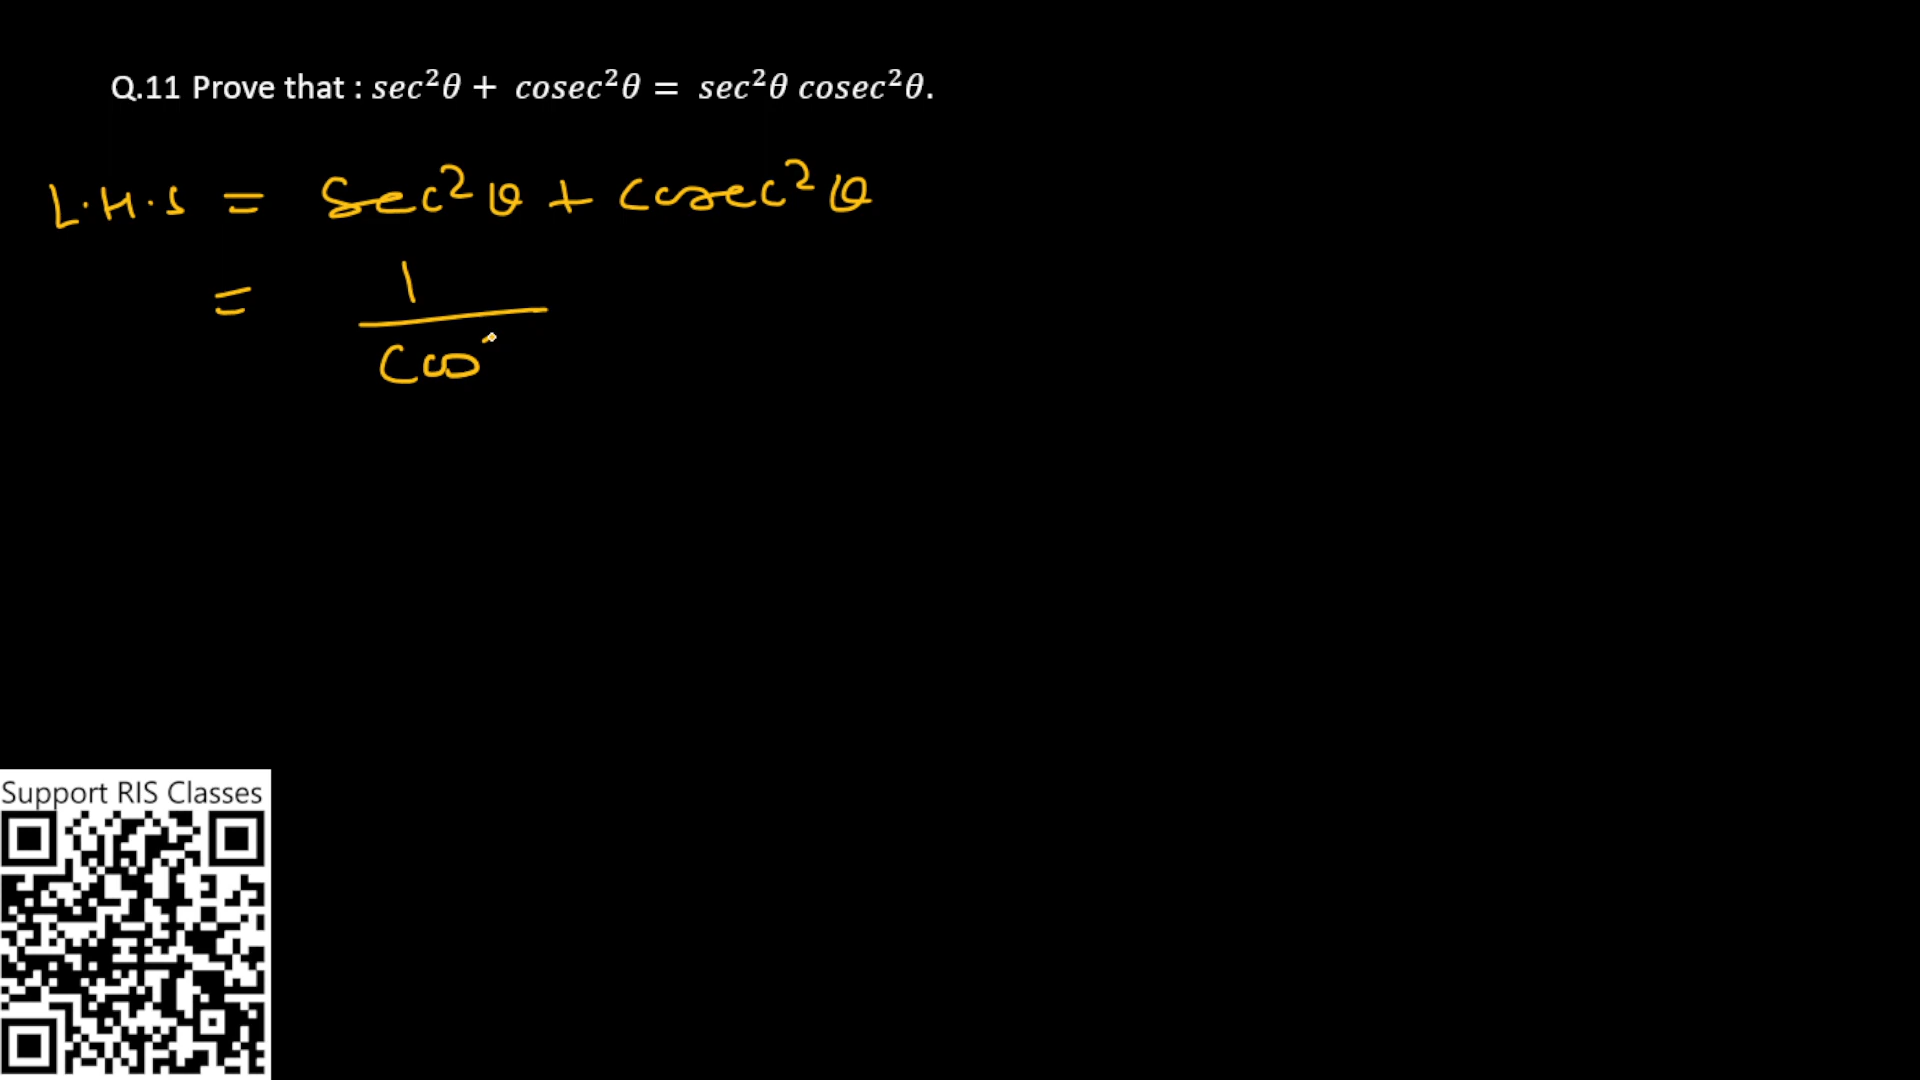 Q.11 Prove that : sec²θ + cosec²θ = sec²θ cosec²θ.
L.H.S = sec²θ + cosec²θ
= 1
cos
Support RIS Classes